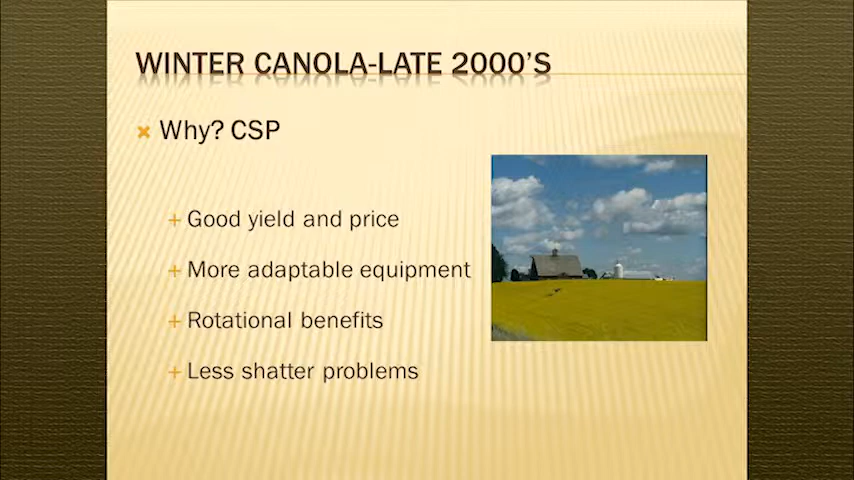 WINTER CANOLA-LATE 2000'S
Why? CSP
Good yield and price
More adaptable equipment
Rotational benefits
Less shatter problems